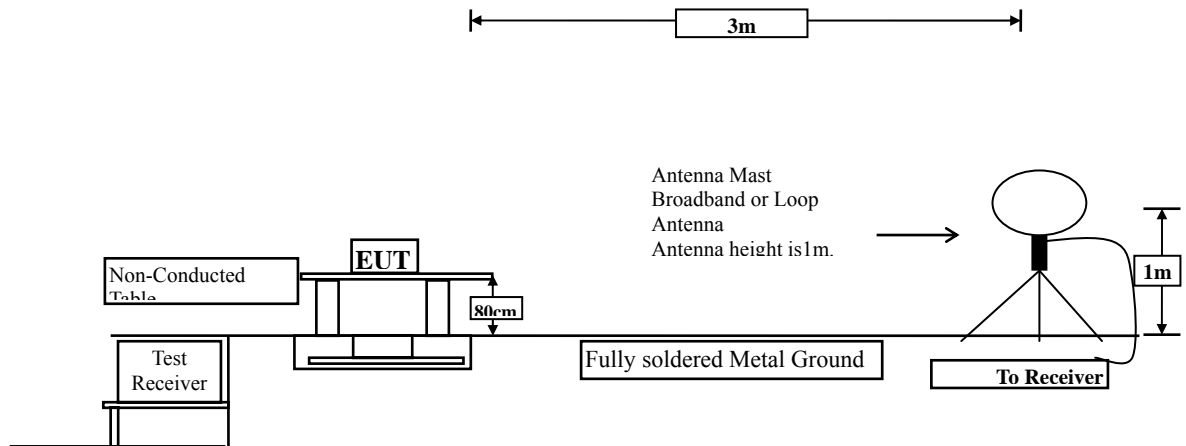 3m
Antenna Mast
Broadband or Loop
Antenna
Antenna height is1m.
EUT
Non-Conducted
Table
80cm
1m
Test
Receiver
Fully soldered Metal Ground
To Receiver